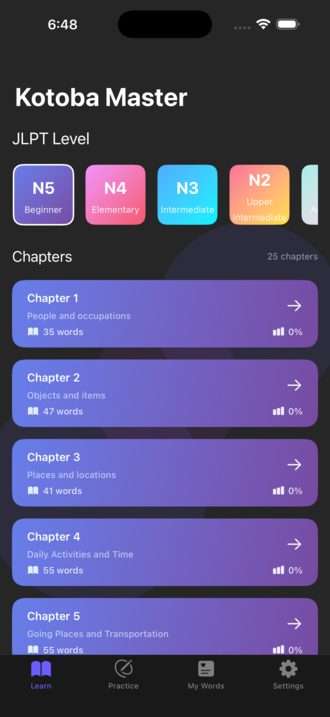 6:48
Kotoba Master
JLPT Level
N5
Beginner
N4
Elementary
N3
Intermediate
N2
Upper
Intermediate
Chapters
25 chapters
Chapter 1
People and occupations
35 words
0%
Chapter 2
Objects and items
47 words
0%
Chapter 3
Places and locations
41 words
0%
Chapter 4
Daily Activities and Time
55 words
0%
Chapter 5
Going Places and Transportation
55 words
0%
Learn
Practice
My Words
Settings